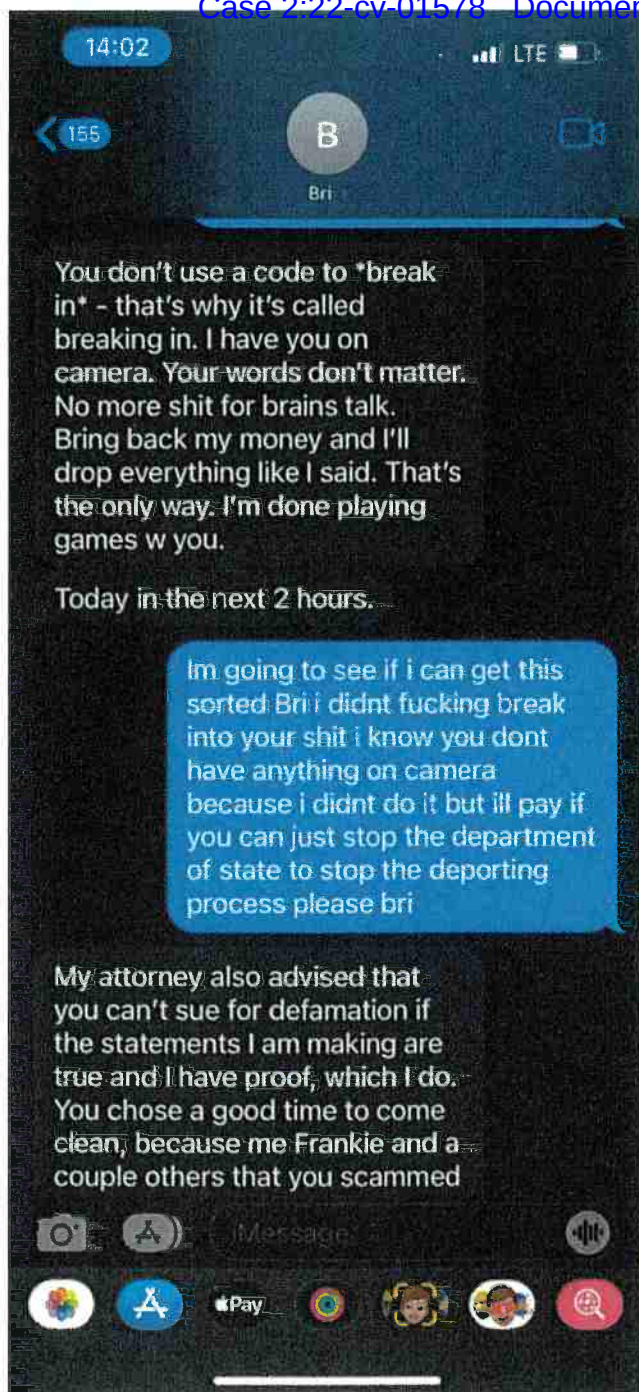 Case 2:22-cv-01578 Documen
14:02
LTE
155
B
Bri
You don’t use a code to *break
in* - that’s why it’s called
breaking in. I have you on
camera. Your words don’t matter.
No more shit for brains talk.
Bring back my money and I’ll
drop everything like I said. That’s
the only way. I’m done playing
games w you.
Today in the next 2 hours.
Im going to see if i can get this
sorted Bri i didnt fucking break
into your shit i know you dont
have anything on camera
because i didnt do it but ill pay if
you can just stop the department
of state to stop the deporting
process please bri
My attorney also advised that
you can’t sue for defamation if
the statements I am making are
true and I have proof, which I do.
You chose a good time to come
clean, because me Frankie and a
couple others that you scammed
Message
Pay